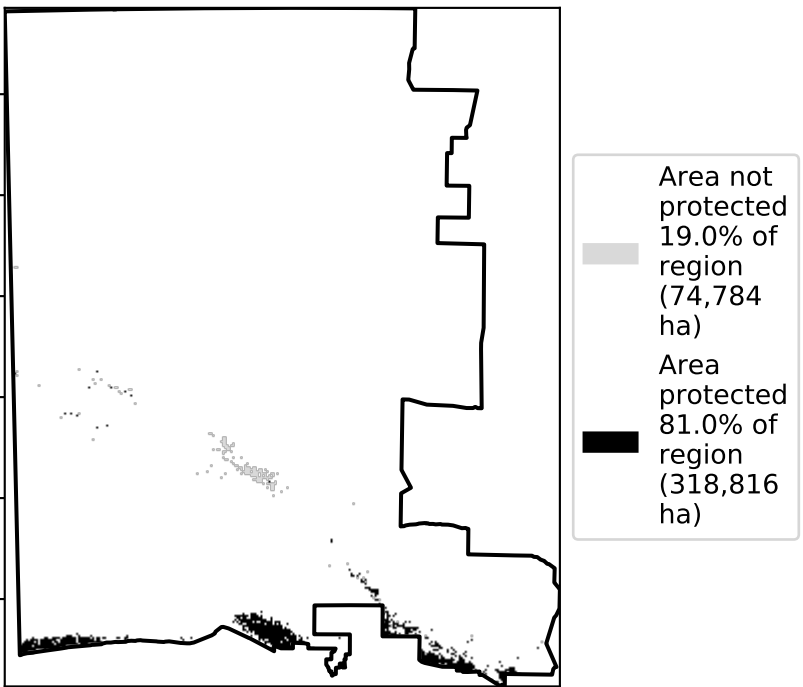 Area not
protected
19.0% of
region
(74,784
ha)
Area
protected
81.0% of
region
(318,816
ha)